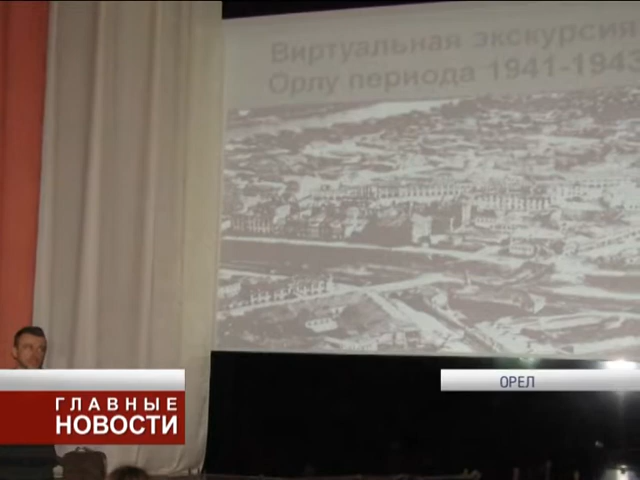 Виртуальная экскурсия
Орлу периода 1941-1943
ОРЕЛ
ГЛАВНЫЕ
НОВОСТИ